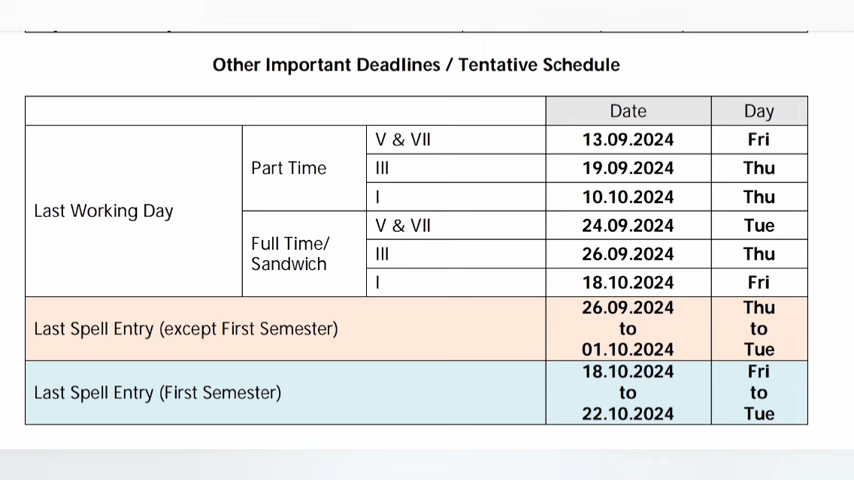 Other Important Deadlines / Tentative Schedule
Date Day
Last Working Day
Part Time
V & VII 13.09.2024 Fri
III 19.09.2024 Thu
I 10.10.2024 Thu
Full Time/
Sandwich
V & VII 24.09.2024 Tue
III 26.09.2024 Thu
I 18.10.2024 Fri
Last Spell Entry (except First Semester)
26.09.2024 Thu
to to
01.10.2024 Tue
Last Spell Entry (First Semester)
18.10.2024 Fri
to to
22.10.2024 Tue